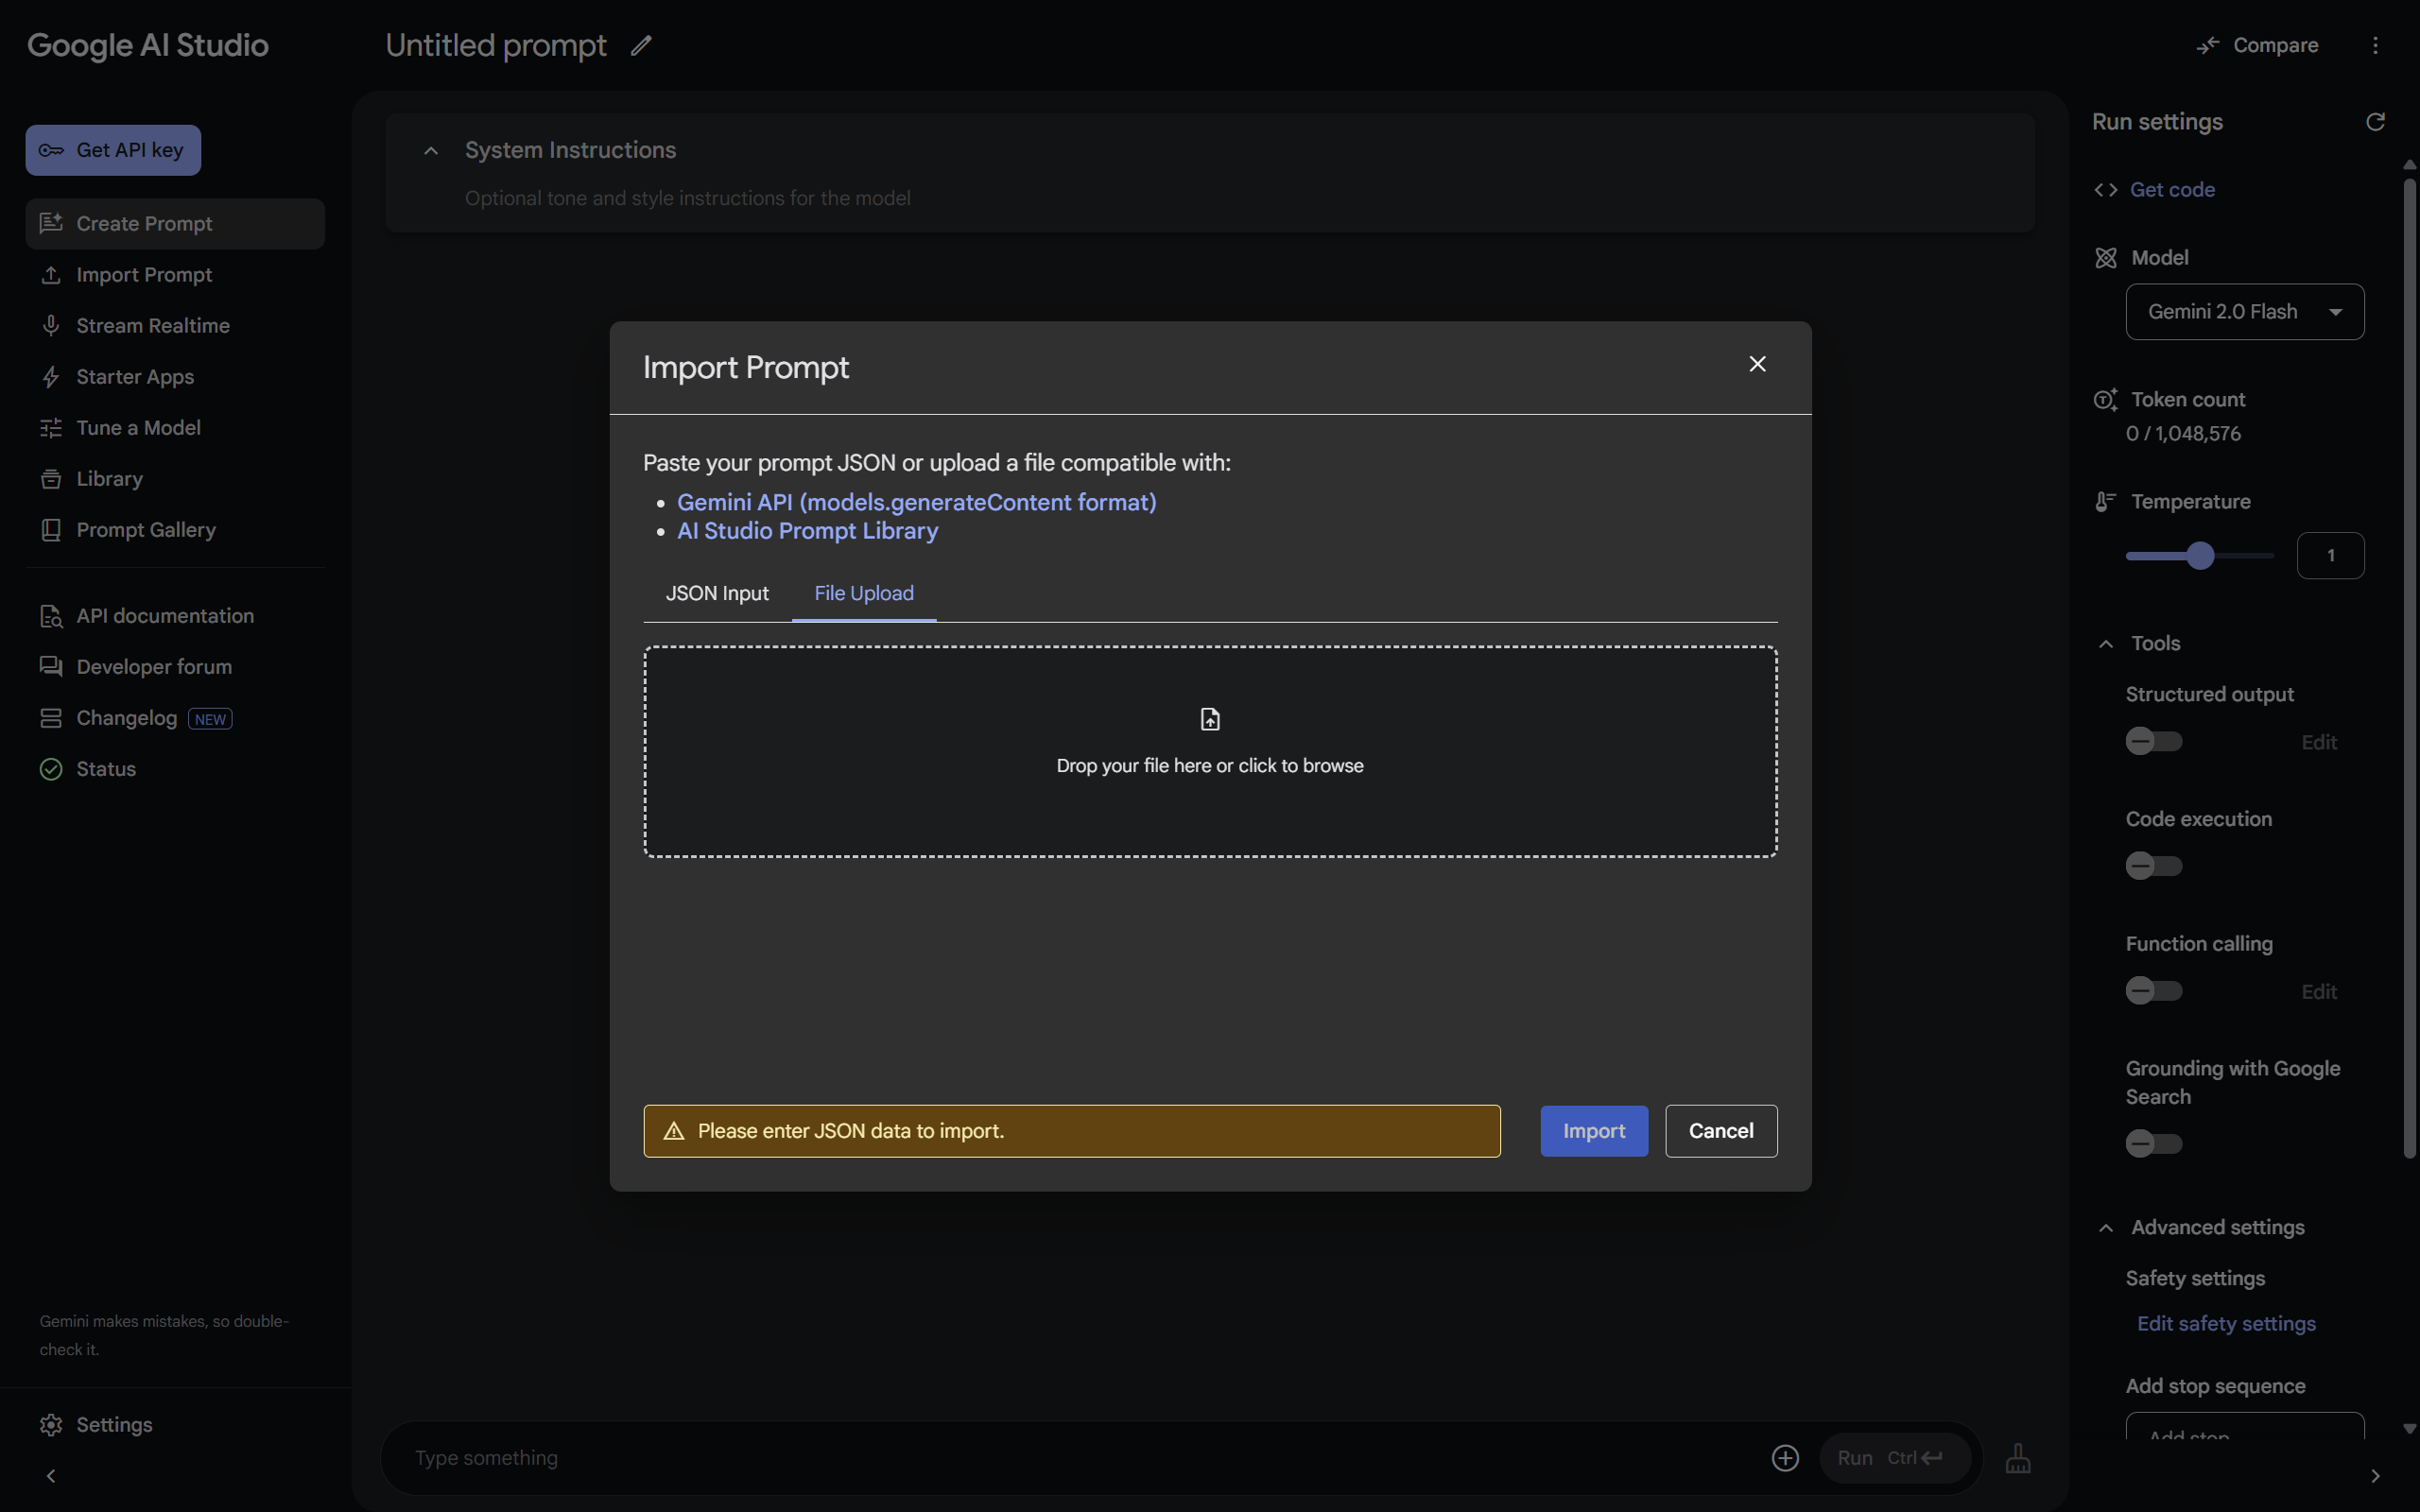 Google AI Studio
Untitled prompt
Compare
Get API key
Create Prompt
Import Prompt
Stream Realtime
Starter Apps
Tune a Model
Library
Prompt Gallery
API documentation
Developer forum
Changelog NEW
Status
Gemini makes mistakes, so double-
check it.
Settings
System Instructions
Optional tone and style instructions for the model
Import Prompt
Paste your prompt JSON or upload a file compatible with:
• Gemini API (models.generateContent format)
• AI Studio Prompt Library
JSON Input File Upload
Drop your file here or click to browse
Please enter JSON data to import.
Import Cancel
Type something
Run Ctrl
Run settings
Get code
Model
Gemini 2.0 Flash
Token count
0 / 1,048,576
Temperature
1
Tools
Structured output
Edit
Code execution
Function calling
Edit
Grounding with Google
Search
Advanced settings
Safety settings
Edit safety settings
Add stop sequence
Add stop